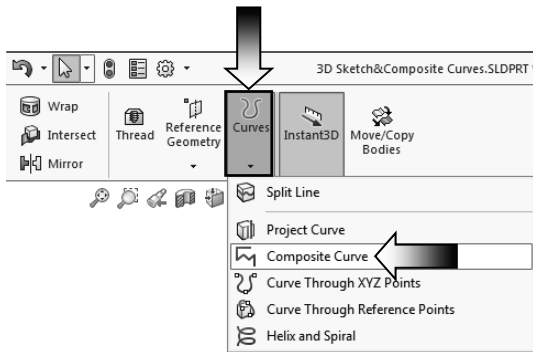 3D Sketch&Composite Curves.SLDPRT *
Wrap
Intersect
Mirror
Thread
Reference
Geometry
Curves
Instant3D
Move/Copy
Bodies
Split Line
Project Curve
Composite Curve
Curve Through XYZ Points
Curve Through Reference Points
Helix and Spiral